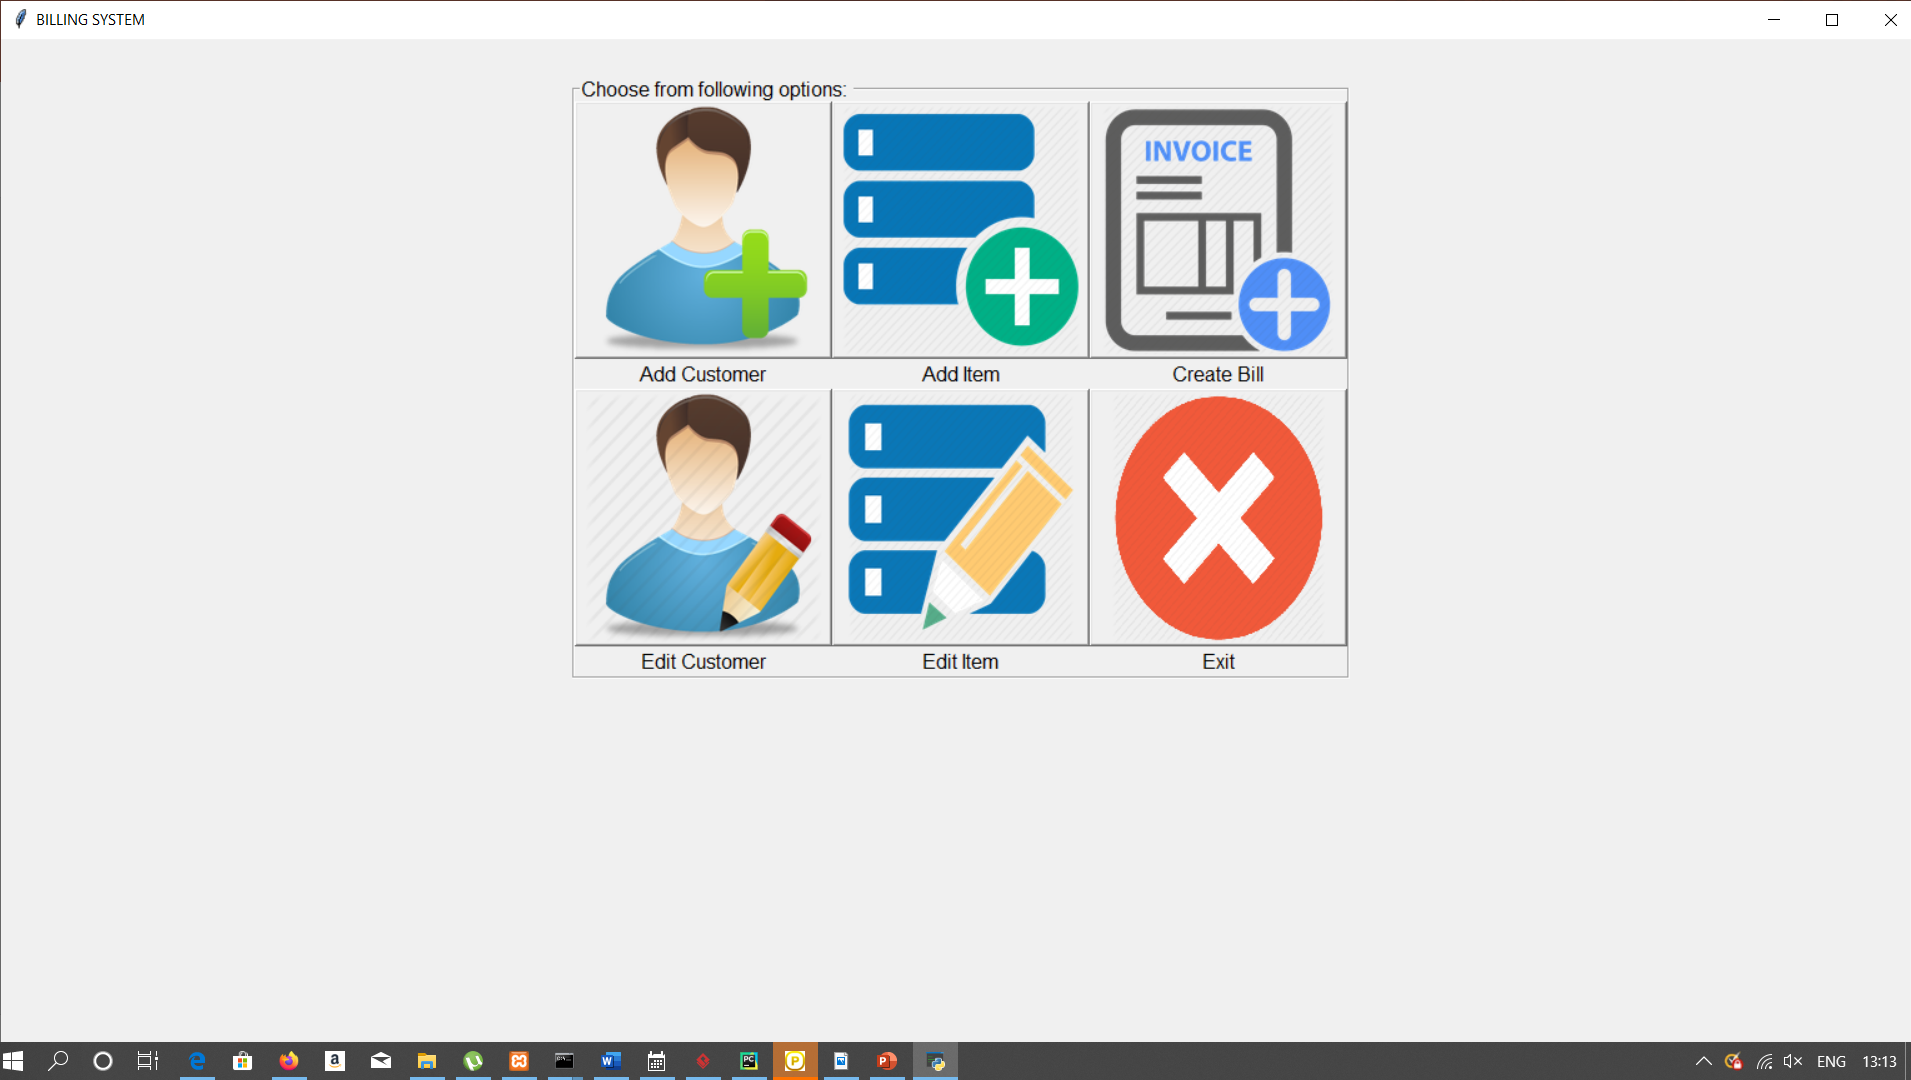 BILLING SYSTEM
Choose from following options:
INVOICE
Add Customer
Add Item
Create Bill
Edit Customer
Edit Item
Exit
ENG
13:13